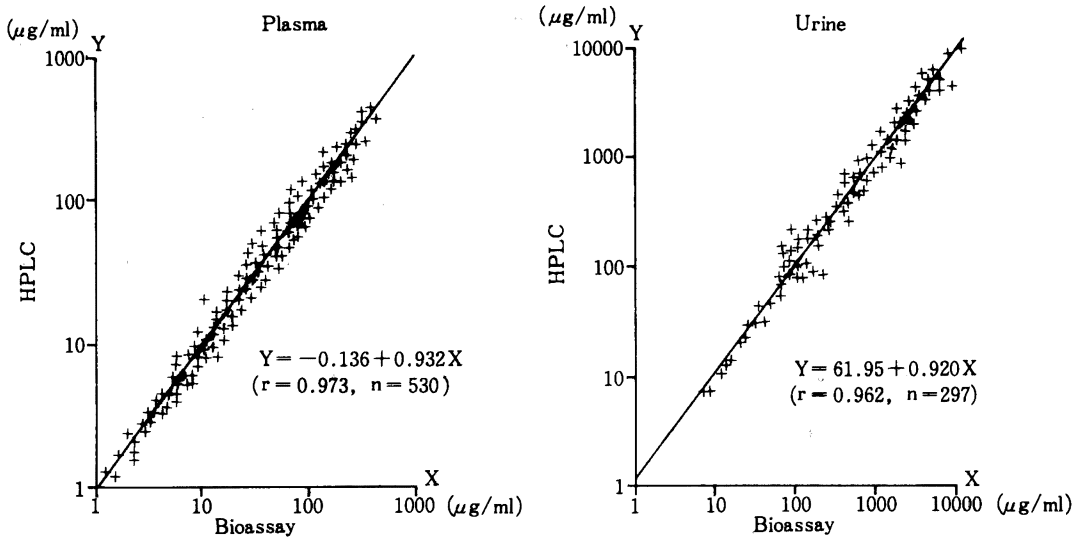 Plasma
(μg/ml)
Y
1000
100
10
1
HPLC
Y=−0.136+0.932X
(r=0.973, n=530)
X
1
10
100
1000
(μg/ml)
Bioassay
Urine
(μg/ml)
Y
10000
1000
100
10
1
HPLC
Y=61.95+0.920X
(r=0.962, n=297)
X
1
10
100
1000
10000
(μg/ml)
Bioassay